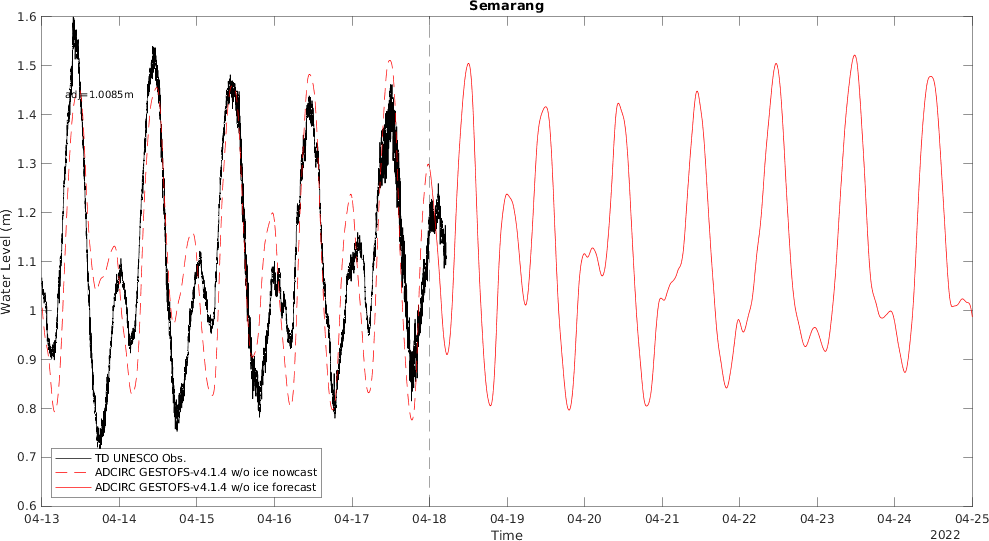 Semarang
1.6
1.5
1.4
1.3
1.2
1.1
1
0.9
0.8
0.7
0.6
Water Level (m)
ad =1.0085m
TD UNESCO Obs.
ADCIRC GESTOFS-v4.1.4 w/o ice nowcast
ADCIRC GESTOFS-v4.1.4 w/o ice forecast
04-13 04-14 04-15 04-16 04-17 04-18 04-19 04-20 04-21 04-22 04-23 04-24 04-25
Time
2022